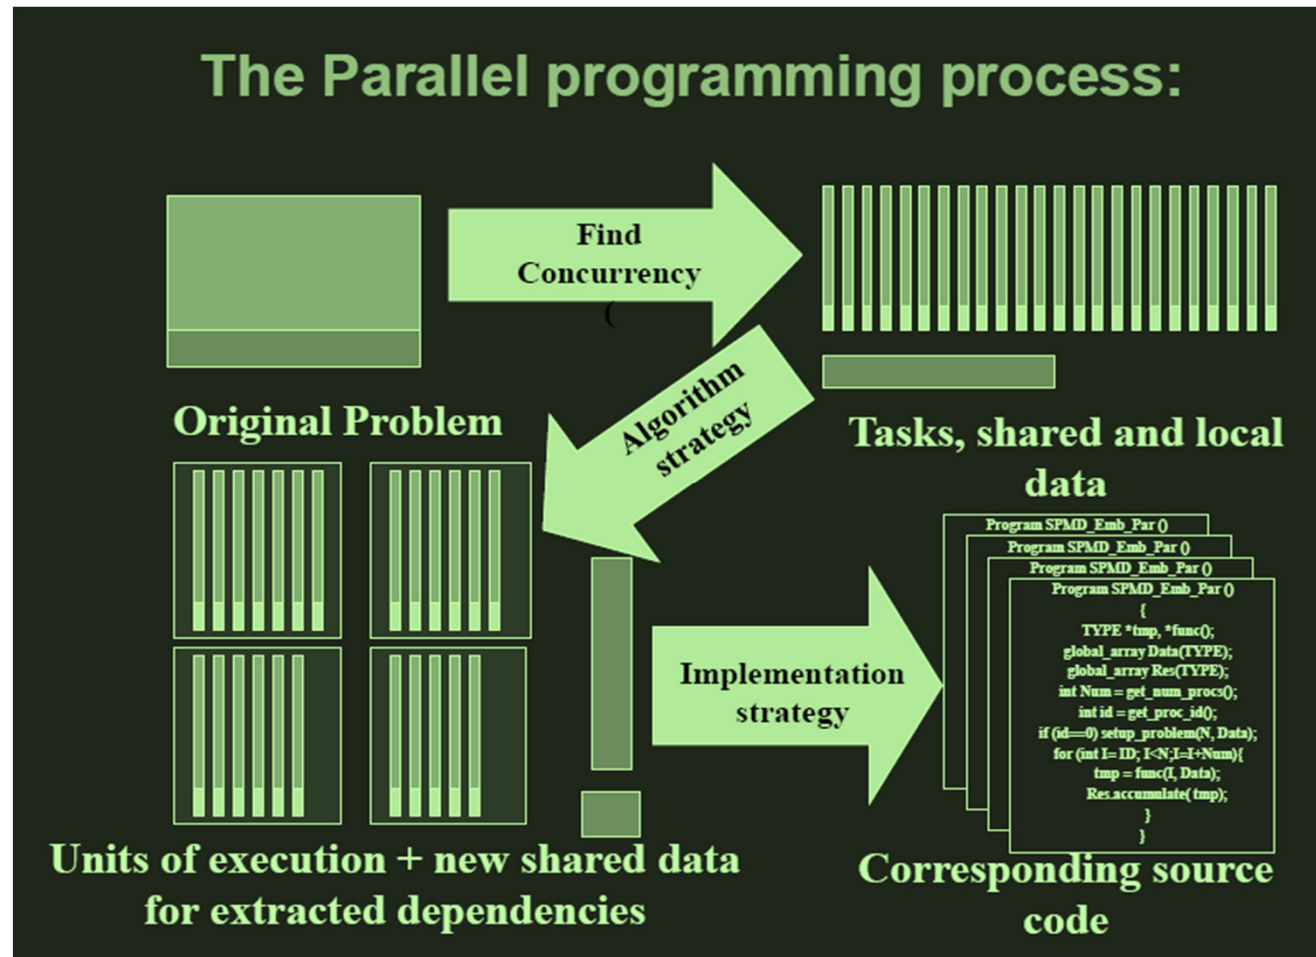 The Parallel programming process:
Find
Concurrency
(
Original Problem
Algorithm
strategy
Tasks, shared and local
data
Units of execution + new shared data
for extracted dependencies
Implementation
strategy
Program SPMD_Emb_Par ()
Program SPMD_Emb_Par ()
Program SPMD_Emb_Par ()
Program SPMD_Emb_Par ()
{
TYPE *tmp, *func();
global_array Data(TYPE);
global_array Res(TYPE);
int Num = get_num_procs();
int id = get_proc_id();
if (id==0) setup_problem(N, Data);
for (int I= ID; I<N;I=I+Num){
tmp = func(I, Data);
Res.accumulate( tmp);
}
}
Corresponding source
code